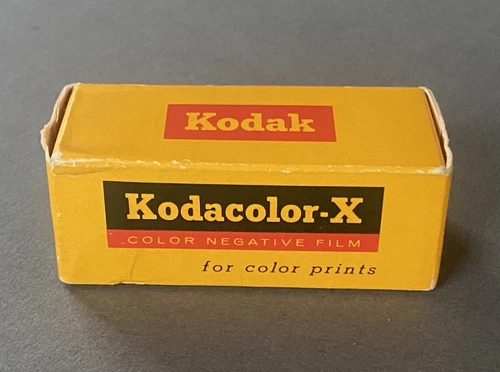 Kodak
Kodacolor-X
COLOR NEGATIVE FILM
for color prints